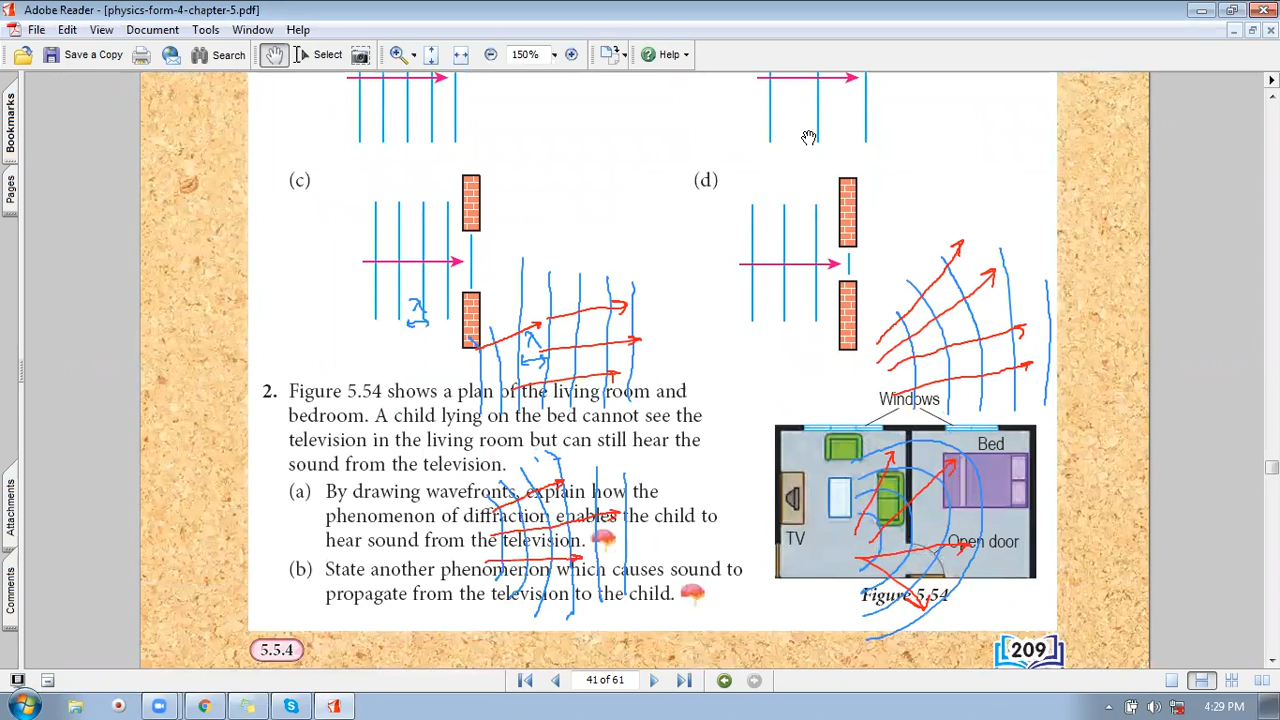 Adobe Reader - [physics-form-4-chapter-5.pdf]
File Edit View Document Tools Window Help
Save a Copy Search Select 150% Help
Bookmarks
Pages
Attachments
Comments
(c)
(d)
λ
λ
2. Figure 5.54 shows a plan of the living room and
bedroom. A child lying on the bed cannot see the
television in the living room but can still hear the
sound from the television.
(a) By drawing wavefronts, explain how the
phenomenon of diffraction enables the child to
hear sound from the television.
(b) State another phenomenon which causes sound to
propagate from the television to the child.
Windows
Bed
TV
Open door
Figure 5.54
5.5.4
209
41 of 61
4:29 PM